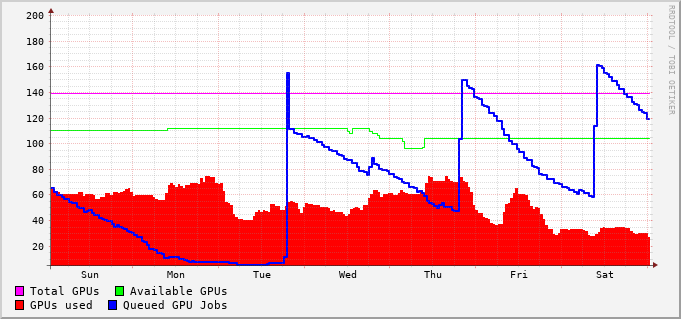 200
180
160
140
120
100
80
60
40
20
RRDTOOL / TOBI OETIKER
Sun Mon Tue Wed Thu Fri Sat
Total GPUs Available GPUs
GPUs used Queued GPU Jobs